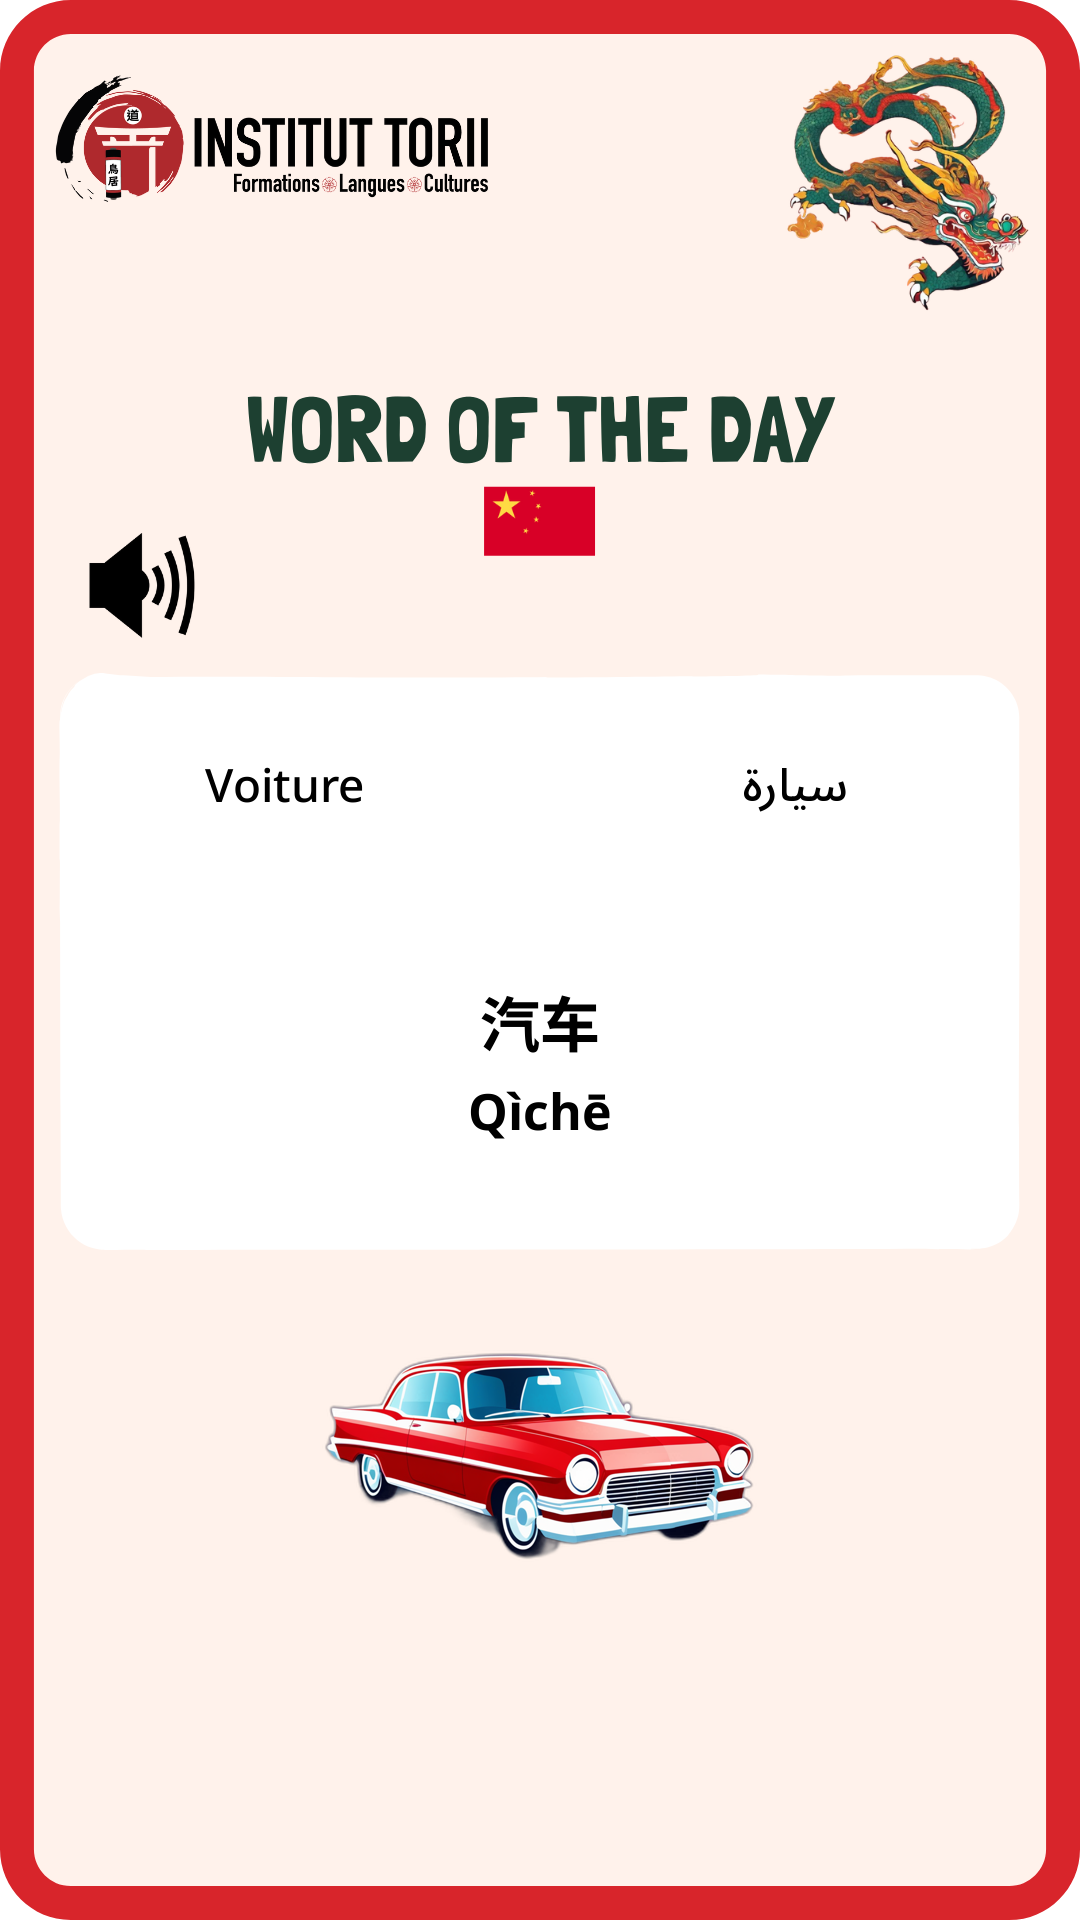 道
鳥居
INSTITUT TORII
Formations Langues Cultures
WORD OF THE DAY
Voiture
سيارة
汽车
Qìchē